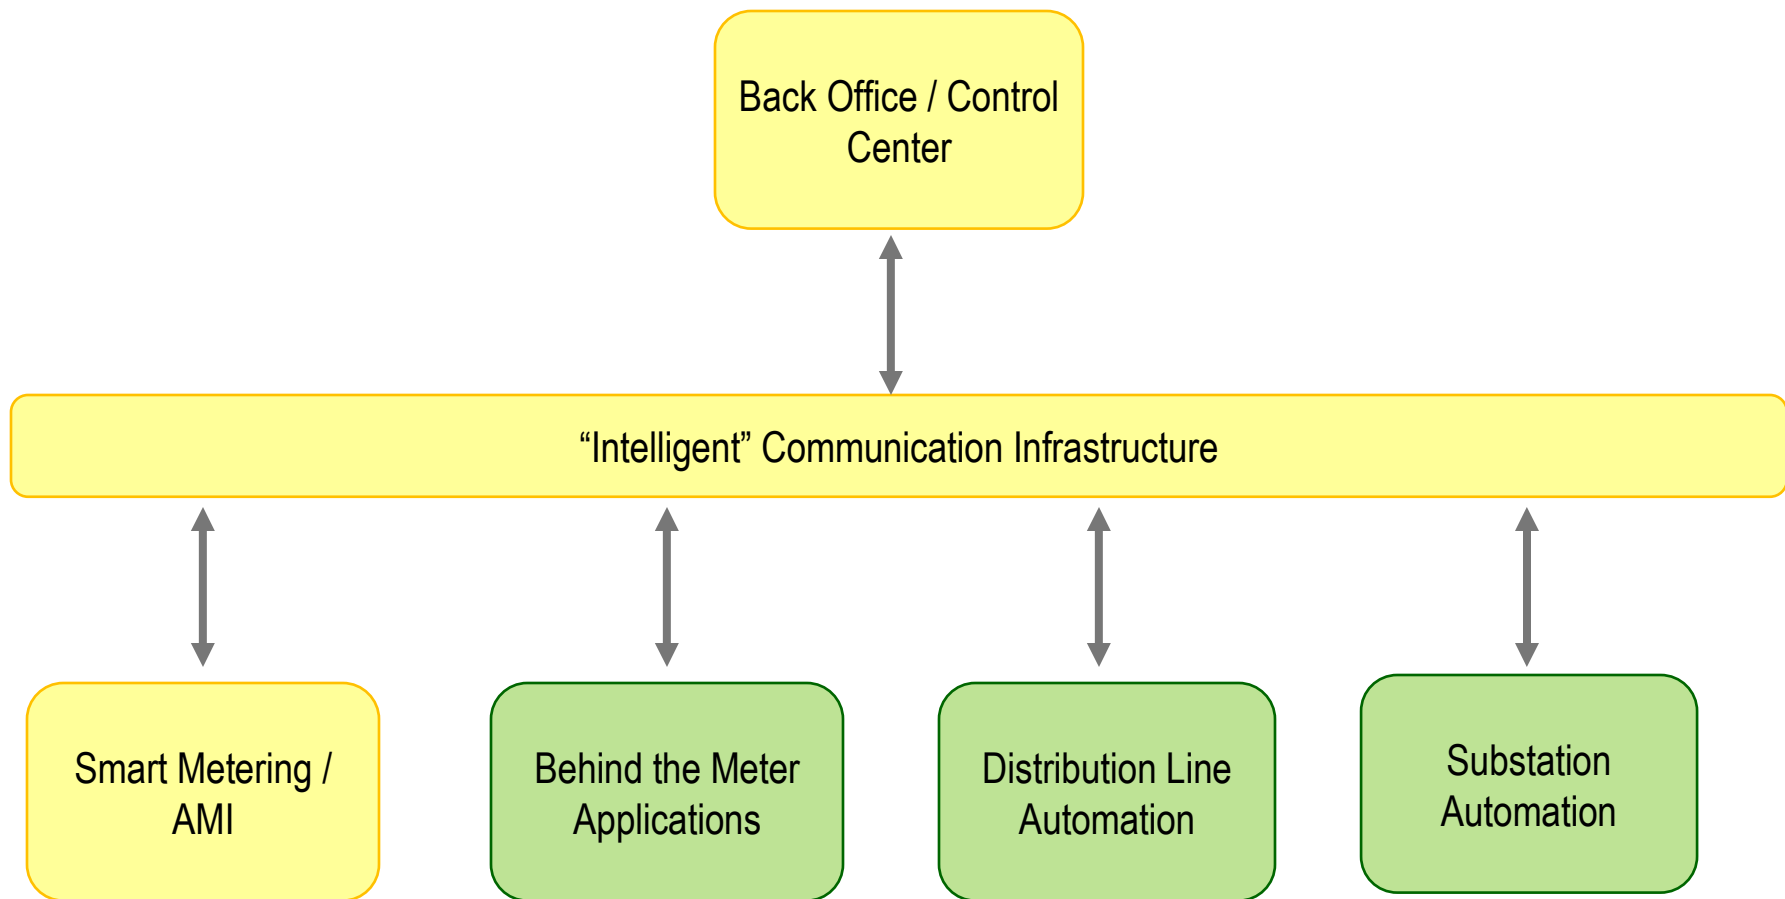 Back Office / Control
Center
“Intelligent” Communication Infrastructure
Smart Metering /
AMI
Behind the Meter
Applications
Distribution Line
Automation
Substation
Automation